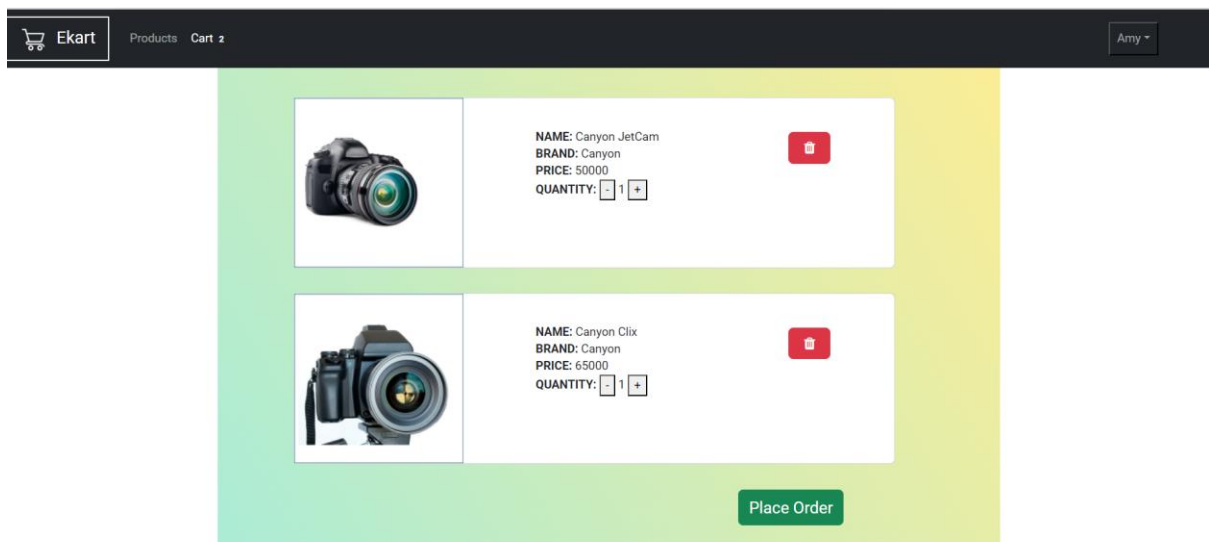 Ekart Products Cart 2 Amy
NAME: Canyon JetCam
BRAND: Canyon
PRICE: 50000
QUANTITY: - 1 +
NAME: Canyon Clix
BRAND: Canyon
PRICE: 65000
QUANTITY: - 1 +
Place Order